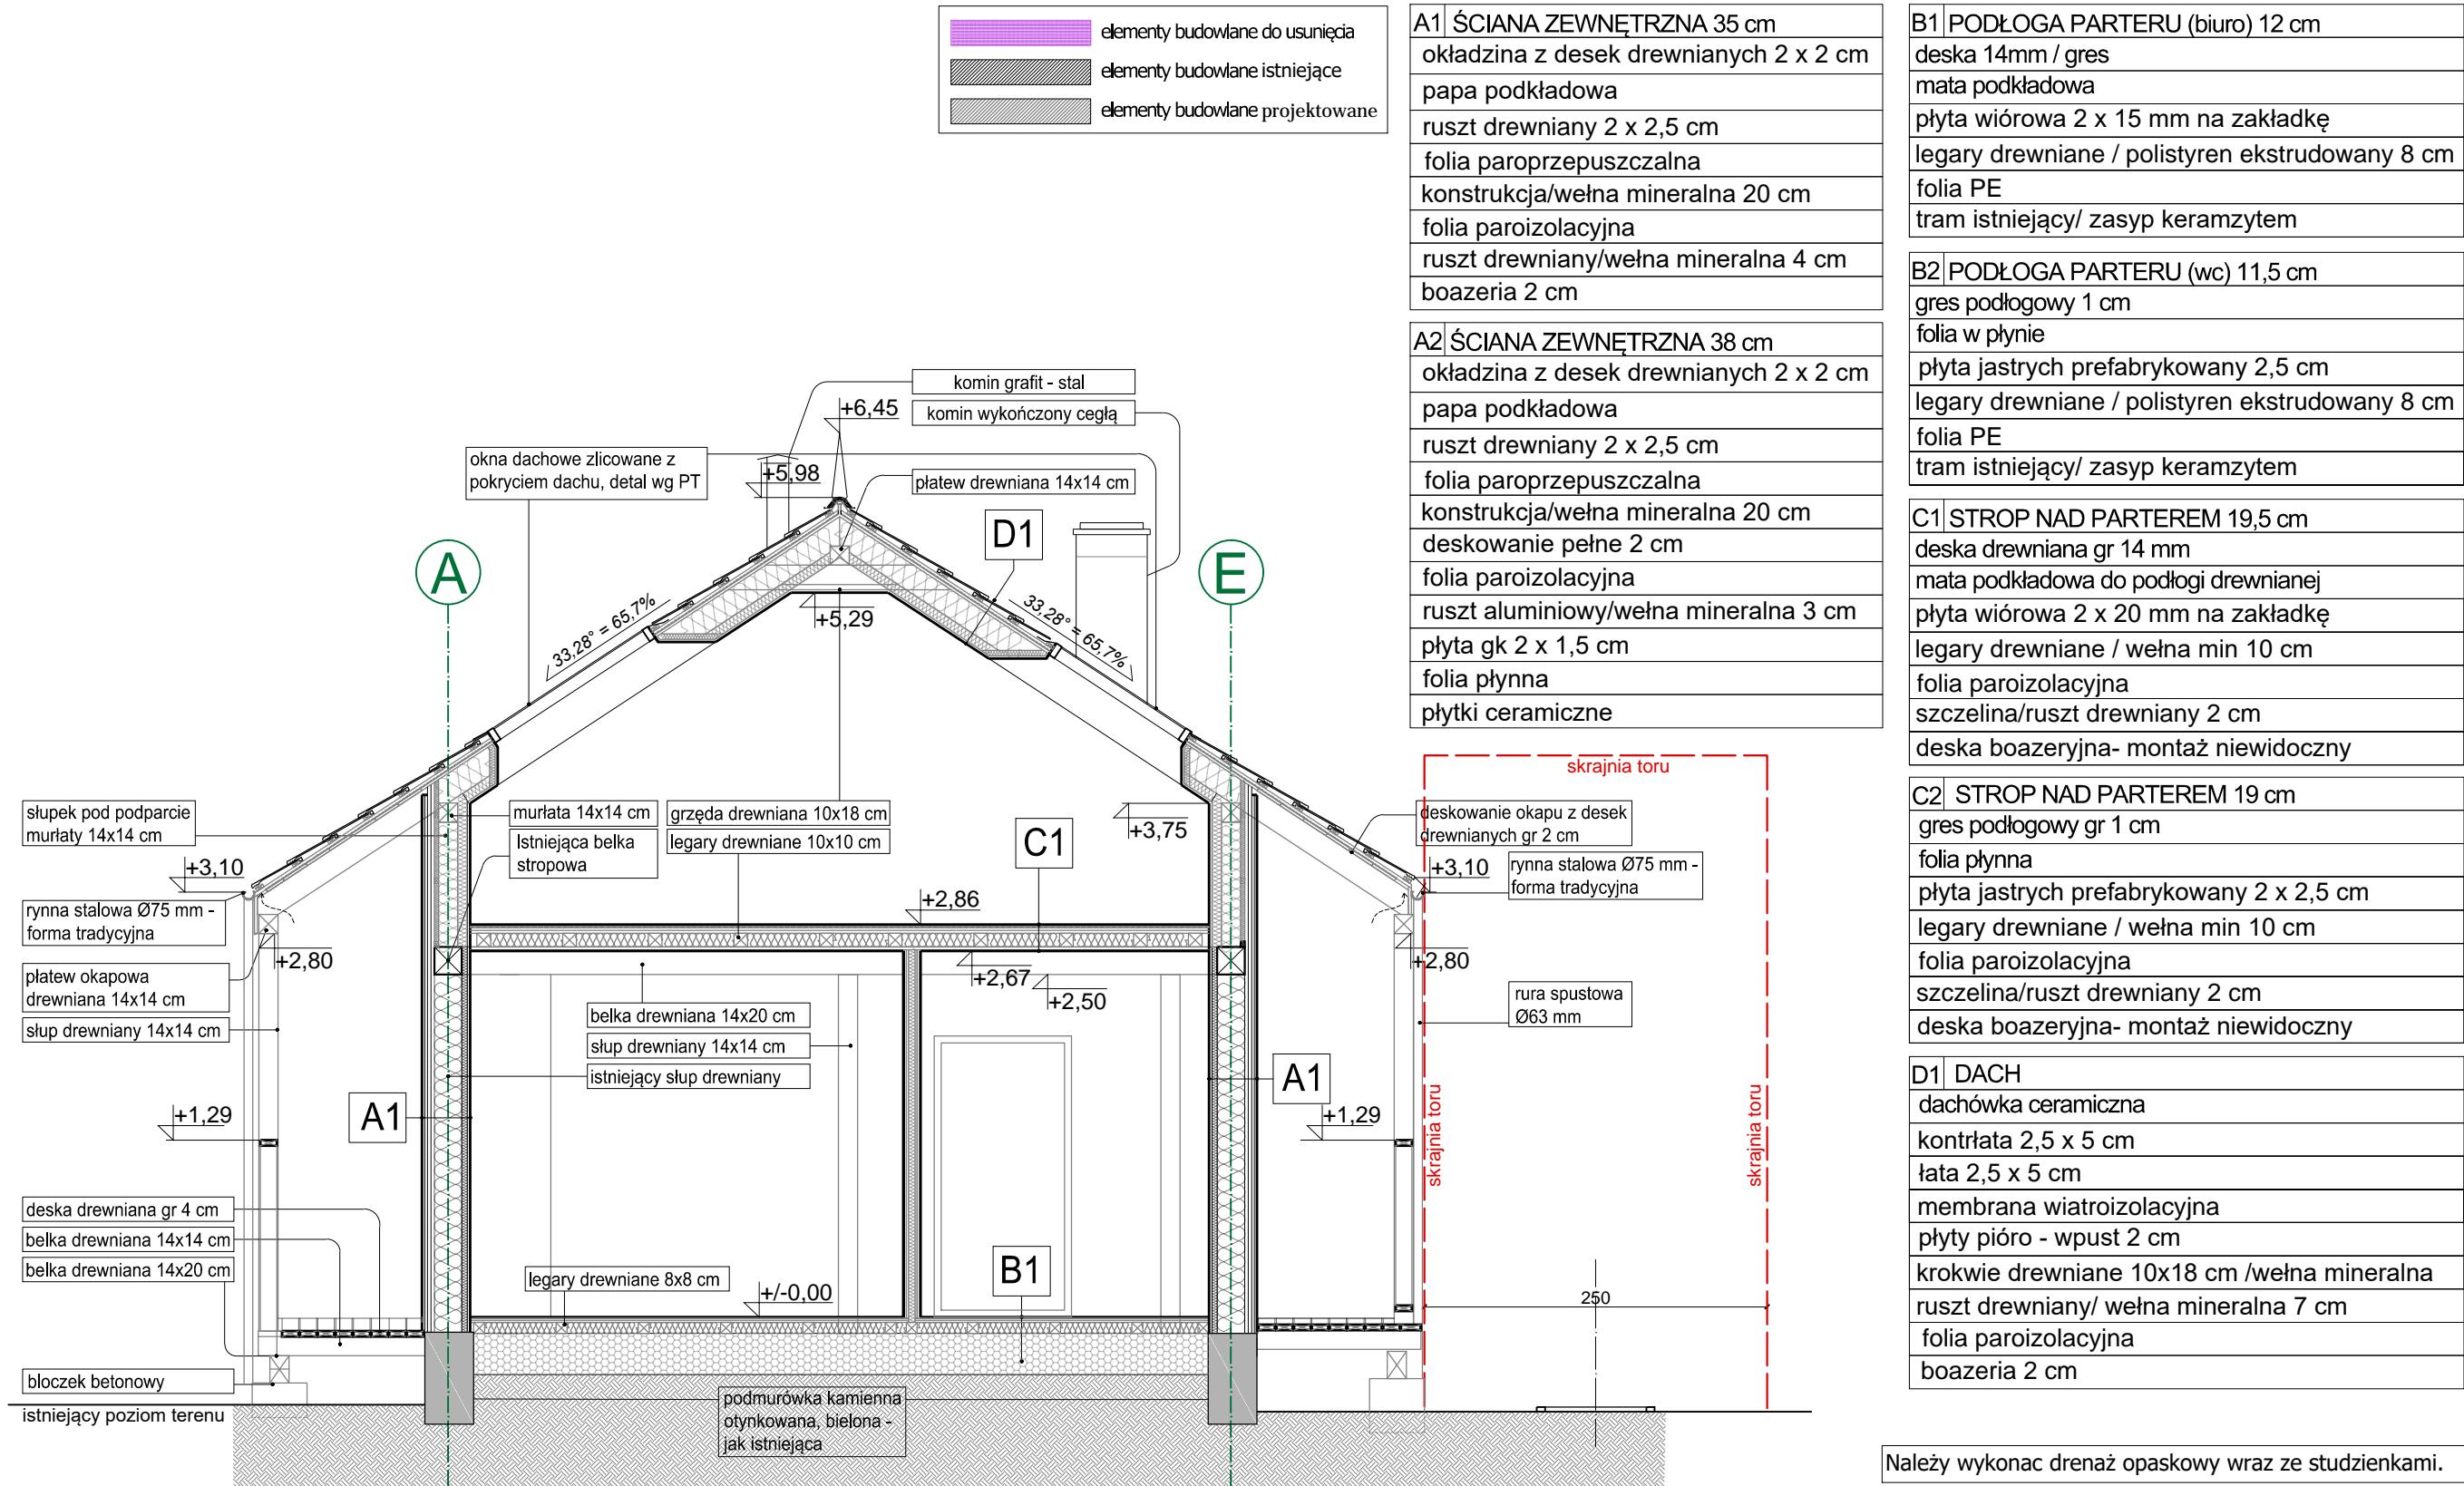 elementy budowlane do usunięcia
elementy budowlane istniejące
elementy budowlane projektowane
A1 ŚCIANA ZEWNĘTRZNA 35 cm
okładzina z desek drewnianych 2 x 2 cm
papa podkładowa
ruszt drewniany 2 x 2,5 cm
folia paroprzepuszczalna
konstrukcja/wełna mineralna 20 cm
folia paroizolacyjna
ruszt drewniany/wełna mineralna 4 cm
boazeria 2 cm
A2 ŚCIANA ZEWNĘTRZNA 38 cm
okładzina z desek drewnianych 2 x 2 cm
papa podkładowa
ruszt drewniany 2 x 2,5 cm
folia paroprzepuszczalna
konstrukcja/wełna mineralna 20 cm
deskowanie pełne 2 cm
folia paroizolacyjna
ruszt aluminiowy/wełna mineralna 3 cm
płyta gk 2 x 1,5 cm
folia płynna
płytki ceramiczne
B1 PODŁOGA PARTERU (biuro) 12 cm
deska 14mm / gres
mata podkładowa
płyta wiórowa 2 x 15 mm na zakładkę
legary drewniane / polistyren ekstrudowany 8 cm
folia PE
tram istniejący/ zasyp keramzytem
B2 PODŁOGA PARTERU (wc) 11,5 cm
gres podłogowy 1 cm
folia w płynie
płyta jastrych prefabrykowany 2,5 cm
legary drewniane / polistyren ekstrudowany 8 cm
folia PE
tram istniejący/ zasyp keramzytem
C1 STROP NAD PARTEREM 19,5 cm
deska drewniana gr 14 mm
mata podkładowa do podłogi drewnianej
płyta wiórowa 2 x 20 mm na zakładkę
legary drewniane / wełna min 10 cm
folia paroizolacyjna
szczelina/ruszt drewniany 2 cm
deska boazeryjna- montaż niewidoczny
C2 STROP NAD PARTEREM 19 cm
gres podłogowy gr 1 cm
folia płynna
płyta jastrych prefabrykowany 2 x 2,5 cm
legary drewniane / wełna min 10 cm
folia paroizolacyjna
szczelina/ruszt drewniany 2 cm
deska boazeryjna- montaż niewidoczny
D1 DACH
dachówka ceramiczna
kontrłata 2,5 x 5 cm
łata 2,5 x 5 cm
membrana wiatroizolacyjna
płyty pióro - wpust 2 cm
krokwie drewniane 10x18 cm /wełna mineralna
ruszt drewniany/ wełna mineralna 7 cm
folia paroizolacyjna
boazeria 2 cm
Należy wykonac drenaż opaskowy wraz ze studzienkami.
komin grafit - stal
+6,45
komin wykończony cegłą
okna dachowe zlicowane z
pokryciem dachu, detal wg PT
+5,98
płatew drewniana 14x14 cm
D1
A
E
33,28° = 65,7%
+5,29
33,28° = 65,7%
skrajnia toru
słupek pod podparcie
murłaty 14x14 cm
murłata 14x14 cm
grzęda drewniana 10x18 cm
Istniejąca belka
stropowa
legary drewniane 10x10 cm
C1
+3,75
deskowanie okapu z desek
drewnianych gr 2 cm
+3,10
+3,10
rynna stalowa Ø75 mm -
forma tradycyjna
rynna stalowa Ø75 mm -
forma tradycyjna
+2,86
+2,80
+2,67
+2,50
+2,80
płatew okapowa
drewniana 14x14 cm
słup drewniany 14x14 cm
belka drewniana 14x20 cm
słup drewniany 14x14 cm
istniejący słup drewniany
rura spustowa
Ø63 mm
A1
A1
+1,29
+1,29
skrajnia toru
skrajnia toru
deska drewniana gr 4 cm
belka drewniana 14x14 cm
belka drewniana 14x20 cm
legary drewniane 8x8 cm
+/-0,00
B1
250
bloczek betonowy
istniejący poziom terenu
podmurówka kamienna
otynkowana, bielona -
jak istniejąca